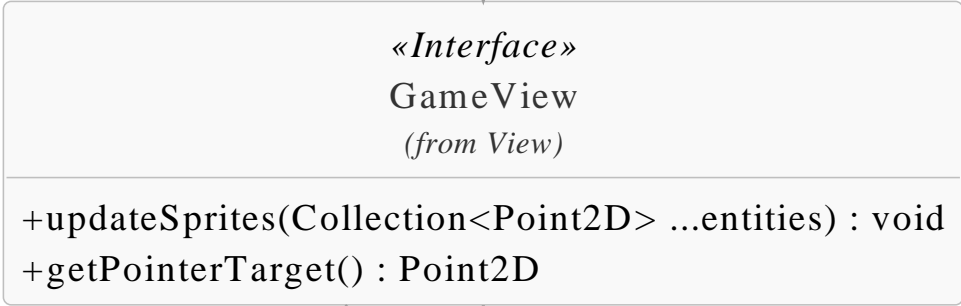 «Interface»
GameView
(from View)
+updateSprites(Collection<Point2D> ...entities) : void
+getPointerTarget() : Point2D